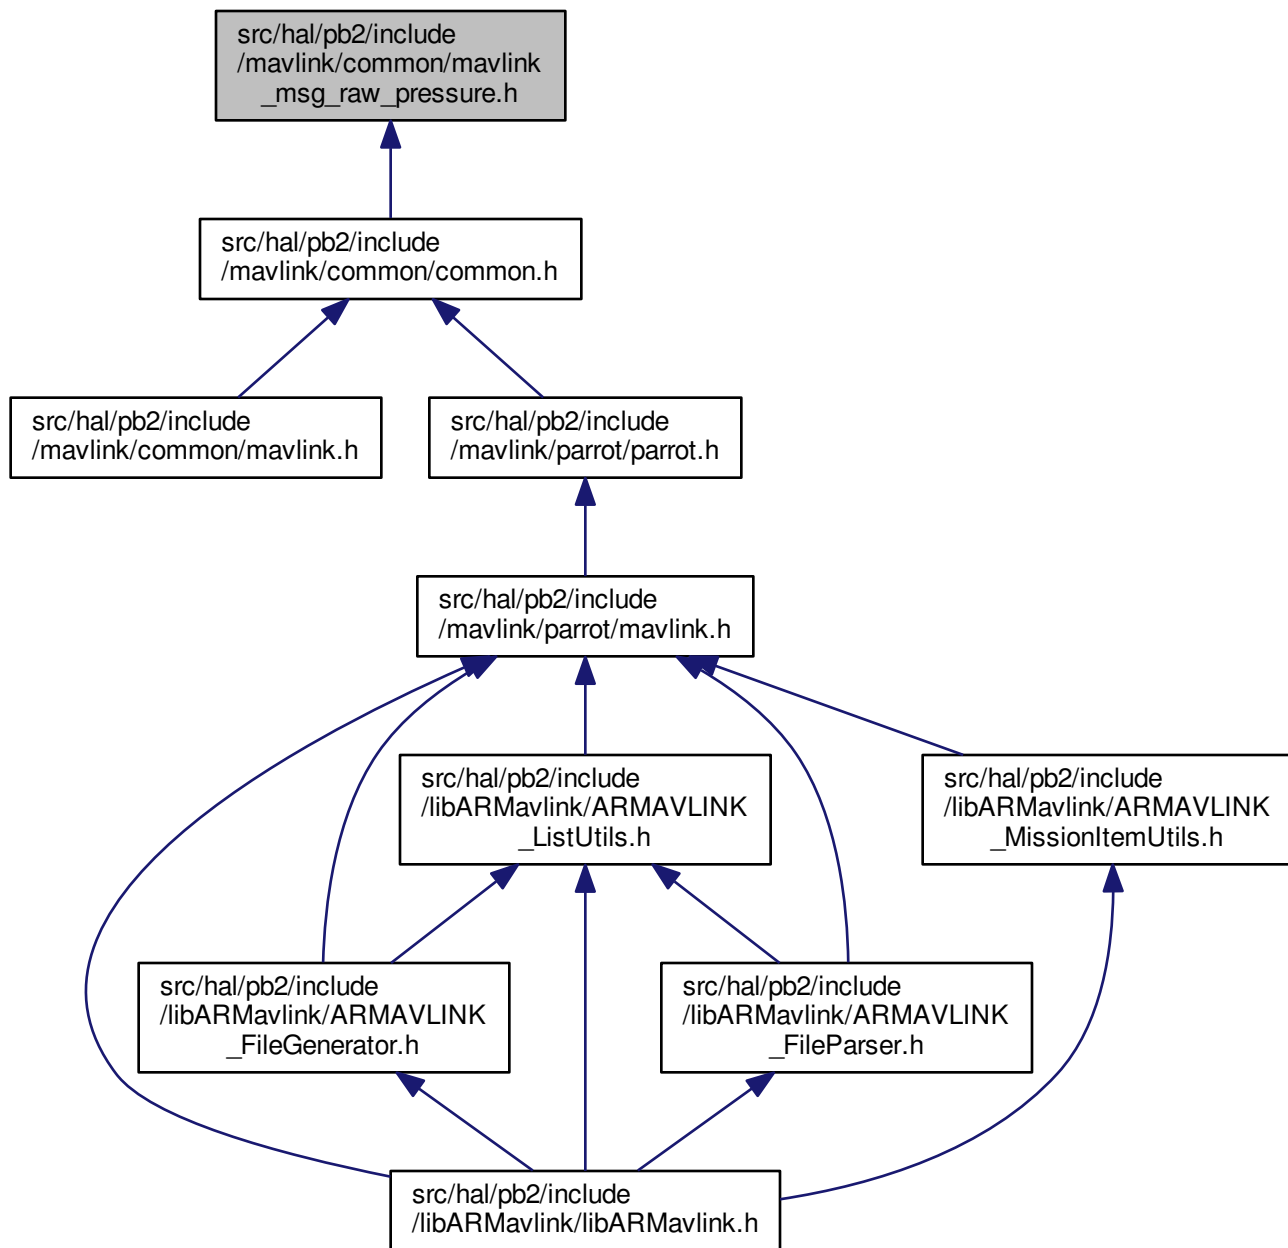 src/hal/pb2/include
/mavlink/common/mavlink
_msg_raw_pressure.h
src/hal/pb2/include
/mavlink/common/common.h
src/hal/pb2/include
/mavlink/common/mavlink.h
src/hal/pb2/include
/mavlink/parrot/parrot.h
src/hal/pb2/include
/mavlink/parrot/mavlink.h
src/hal/pb2/include
/libARMavlink/ARMAVLINK
_ListUtils.h
src/hal/pb2/include
/libARMavlink/ARMAVLINK
_MissionItemUtils.h
src/hal/pb2/include
/libARMavlink/ARMAVLINK
_FileGenerator.h
src/hal/pb2/include
/libARMavlink/ARMAVLINK
_FileParser.h
src/hal/pb2/include
/libARMavlink/libARMavlink.h